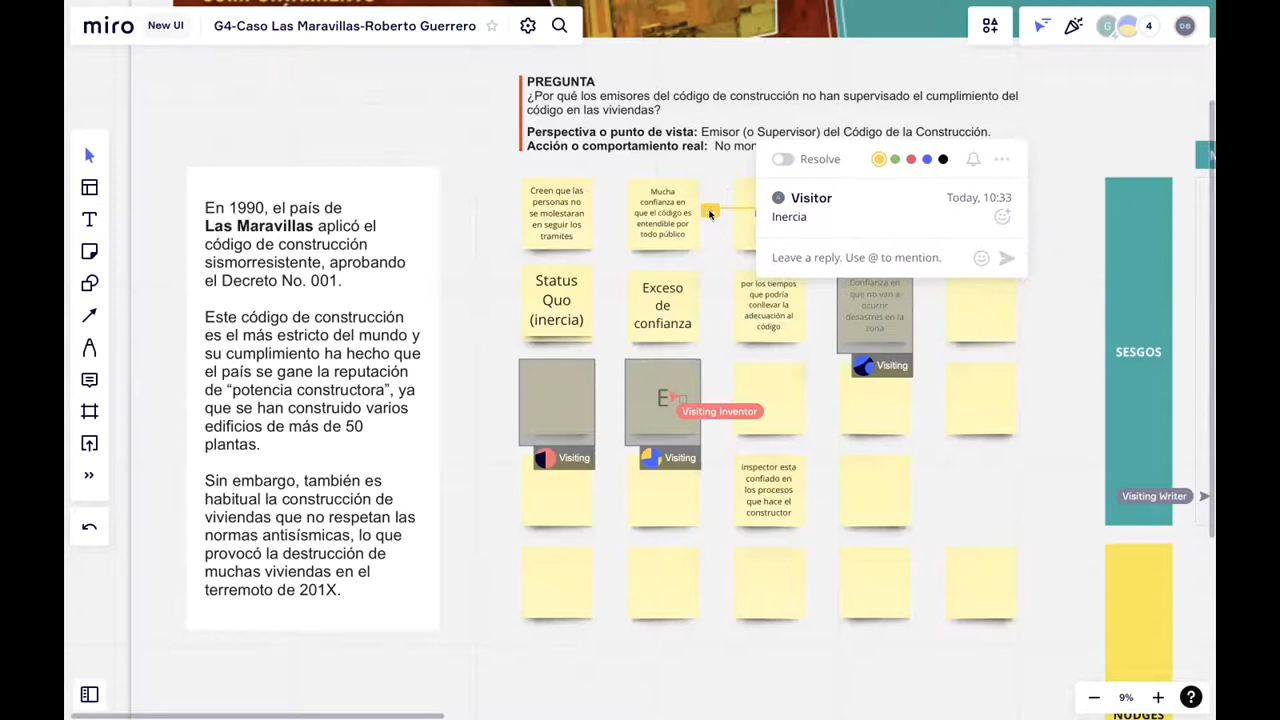 miro
New UI
G4-Caso Las Maravillas-Roberto Guerrero
G
4
DB
PREGUNTA
¿Por qué los emisores del código de construcción no han supervisado el cumplimiento del
código en las viviendas?
Perspectiva o punto de vista: Emisor (o Supervisor) del Código de la Construcción.
Acción o comportamiento real: No
Resolve
Visitor
Today, 10:33
Inercia
Leave a reply. Use @ to mention.
En 1990, el país de
Las Maravillas aplicó el
código de construcción
sismorresistente, aprobando
el Decreto No. 001.
Este código de construcción
es el más estricto del mundo y
su cumplimiento ha hecho que
el país se gane la reputación
de “potencia constructora”, ya
que se han construido varios
edificios de más de 50
plantas.
Sin embargo, también es
habitual la construcción de
viviendas que no respetan las
normas antisísmicas, lo que
provocó la destrucción de
muchas viviendas en el
terremoto de 201X.
Creen que las
personas no
se molestaran
en seguir los
tramites
Mucha
confianza en
que el código es
entendible por
todo público
Status
Quo
(inercia)
Exceso
de
confianza
por los tiempos
que podría
conllevar la
adecuación al
código
Confianza en
que no van a
ocurrir
desastres en la
zona
Visiting
E
Visiting Inventor
Visiting
Visiting
inspector esta
confiado en
los procesos
que hace el
constructor
SESGOS
Visiting Writer
NUDGES
9%